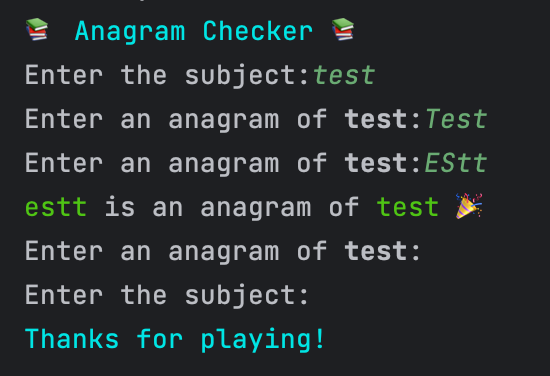 📚 Anagram Checker 📚
Enter the subject:test
Enter an anagram of test:Test
Enter an anagram of test:EStt
estt is an anagram of test 🎉
Enter an anagram of test:
Enter the subject:
Thanks for playing!